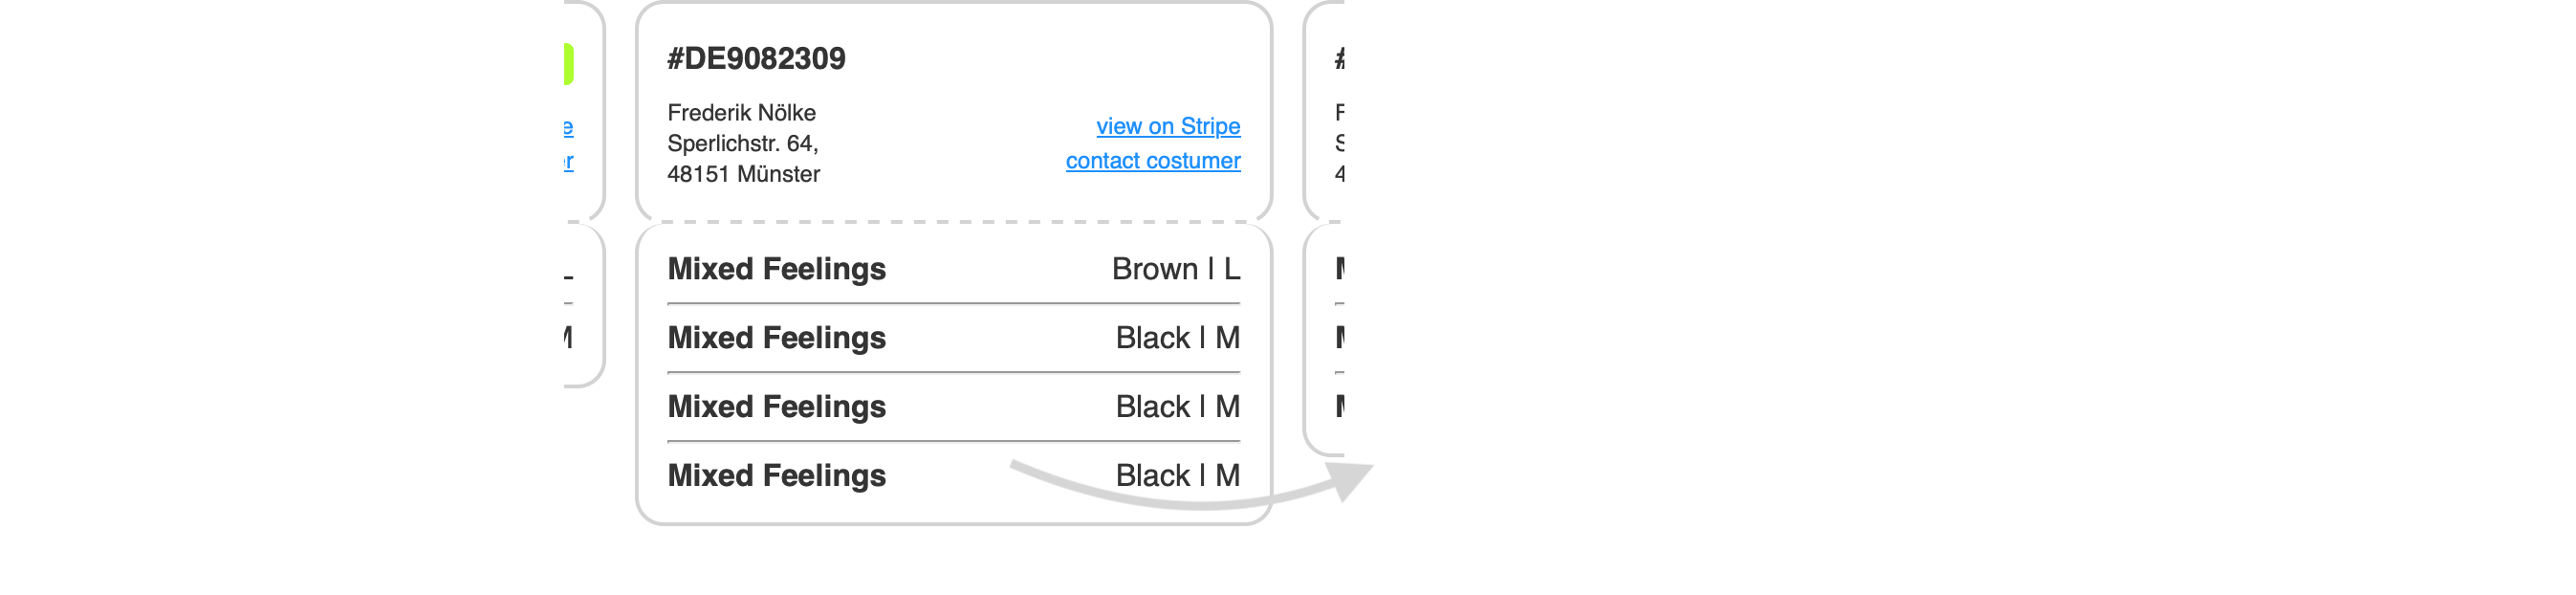 #DE9082309
Frederik Nölke
Sperlichstr. 64,
48151 Münster
view on Stripe
contact costumer
Mixed Feelings Brown | L
Mixed Feelings Black | M
Mixed Feelings Black | M
Mixed Feelings Black | M